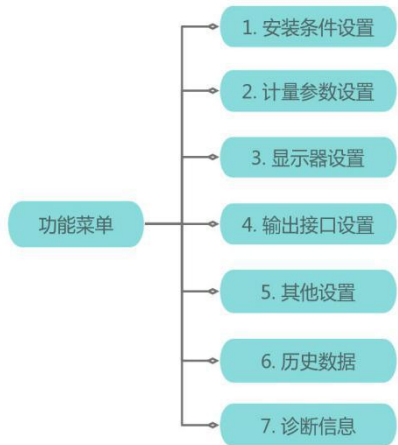 功能菜单
1. 安装条件设置
2. 计量参数设置
3. 显示器设置
4. 输出接口设置
5. 其他设置
6. 历史数据
7. 诊断信息